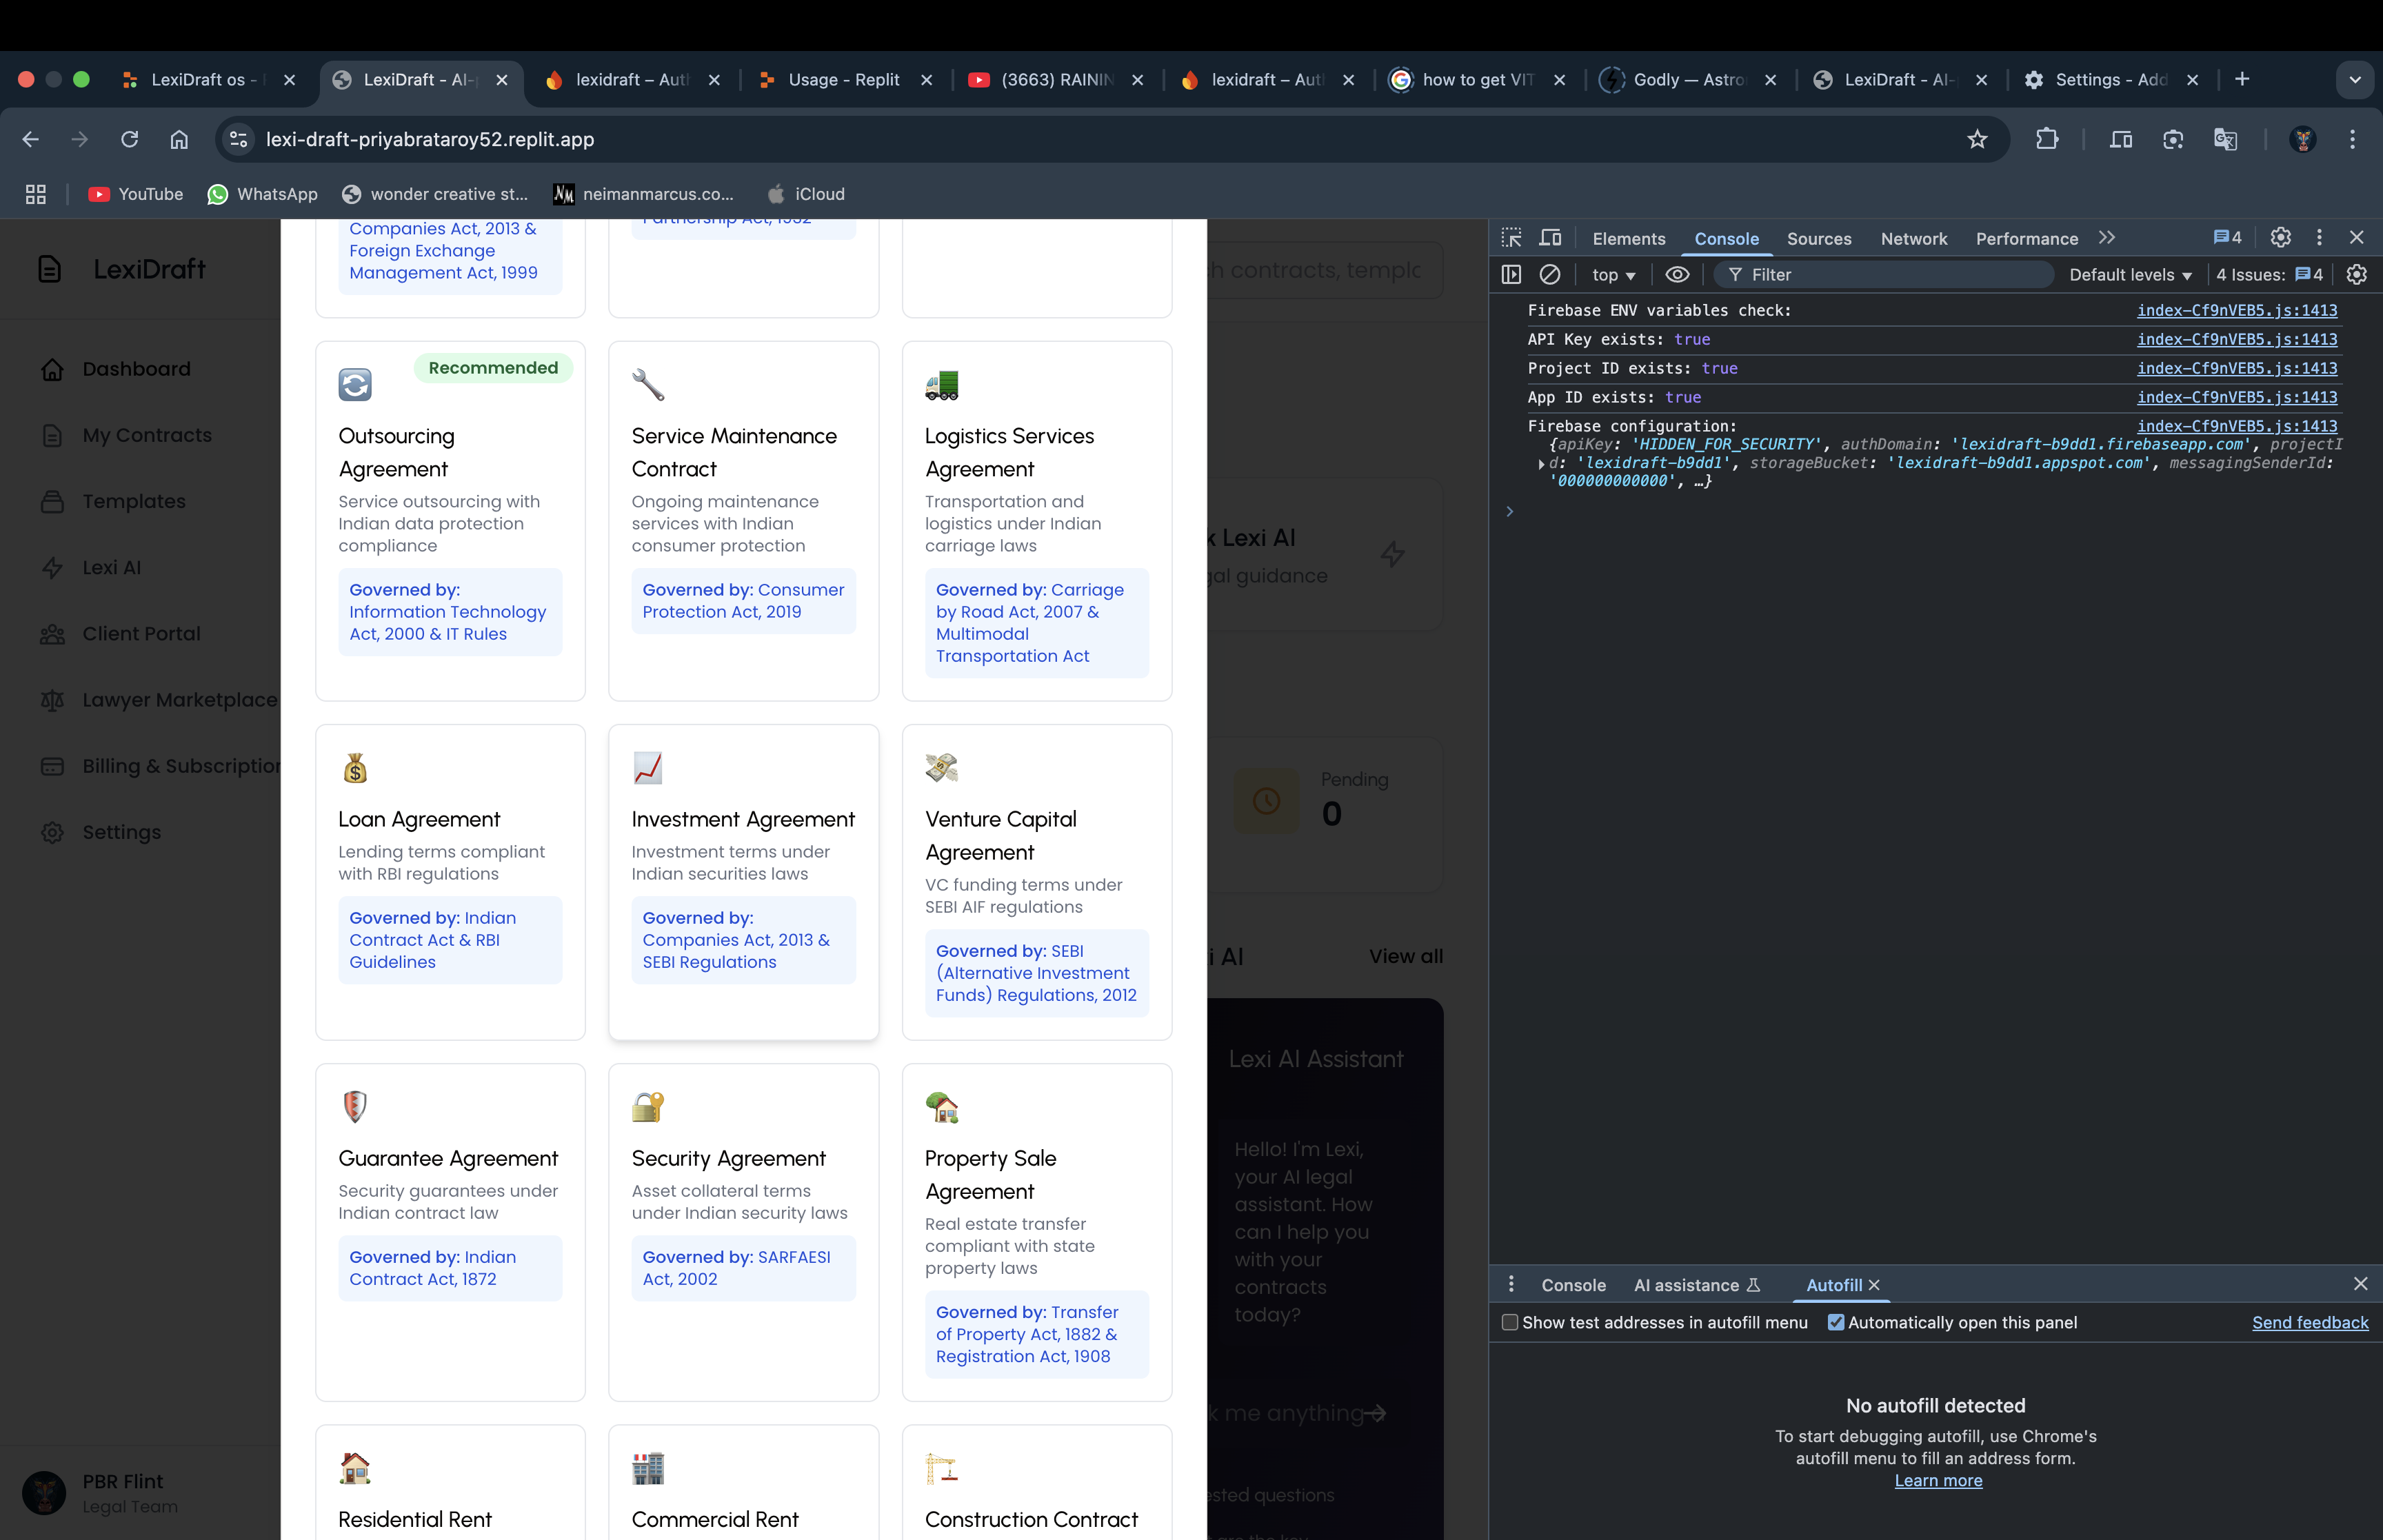 LexiDraft os -
LexiDraft - AI-
lexidraft – Aut
Usage - Replit
(3663) RAININ
lexidraft – Aut
how to get VIT
Godly — Astro
LexiDraft - AI-
Settings - Add
lexi-draft-priyabrataroy52.replit.app
YouTube
WhatsApp
wonder creative st...
neimanmarcus.co...
iCloud
LexiDraft
Dashboard
My Contracts
Templates
Lexi AI
Client Portal
Lawyer Marketplace
Billing & Subscription
Settings
PBR Flint
Legal Team
Companies Act, 2013 &
Foreign Exchange
Management Act, 1999
Partnership Act, 1932
Recommended
Outsourcing
Agreement
Service outsourcing with
Indian data protection
compliance
Governed by:
Information Technology
Act, 2000 & IT Rules
Service Maintenance
Contract
Ongoing maintenance
services with Indian
consumer protection
Governed by: Consumer
Protection Act, 2019
Logistics Services
Agreement
Transportation and
logistics under Indian
carriage laws
Governed by: Carriage
by Road Act, 2007 &
Multimodal
Transportation Act
Loan Agreement
Lending terms compliant
with RBI regulations
Governed by: Indian
Contract Act & RBI
Guidelines
Investment Agreement
Investment terms under
Indian securities laws
Governed by:
Companies Act, 2013 &
SEBI Regulations
Venture Capital
Agreement
VC funding terms under
SEBI AIF regulations
Governed by: SEBI
(Alternative Investment
Funds) Regulations, 2012
Guarantee Agreement
Security guarantees under
Indian contract law
Governed by: Indian
Contract Act, 1872
Security Agreement
Asset collateral terms
under Indian security laws
Governed by: SARFAESI
Act, 2002
Property Sale
Agreement
Real estate transfer
compliant with state
property laws
Governed by: Transfer
of Property Act, 1882 &
Registration Act, 1908
Residential Rent
Commercial Rent
Construction Contract
h contracts, templa
k Lexi AI
gal guidance
Pending
0
i AI
View all
Lexi AI Assistant
Hello! I'm Lexi,
your AI legal
assistant. How
can I help you
with your
contracts
today?
k me anything
ested questions
Elements
Console
Sources
Network
Performance
4
top
Filter
Default levels
4 Issues:
4
Firebase ENV variables check:
index-Cf9nVEB5.js:1413
API Key exists: true
index-Cf9nVEB5.js:1413
Project ID exists: true
index-Cf9nVEB5.js:1413
App ID exists: true
index-Cf9nVEB5.js:1413
Firebase configuration:
index-Cf9nVEB5.js:1413
{apiKey: 'HIDDEN_FOR_SECURITY', authDomain: 'lexidraft-b9dd1.firebaseapp.com', projectI
d: 'lexidraft-b9dd1', storageBucket: 'lexidraft-b9dd1.appspot.com', messagingSenderId:
'000000000000', …}
Console
AI assistance
Autofill
Show test addresses in autofill menu
Automatically open this panel
Send feedback
No autofill detected
To start debugging autofill, use Chrome's
autofill menu to fill an address form.
Learn more